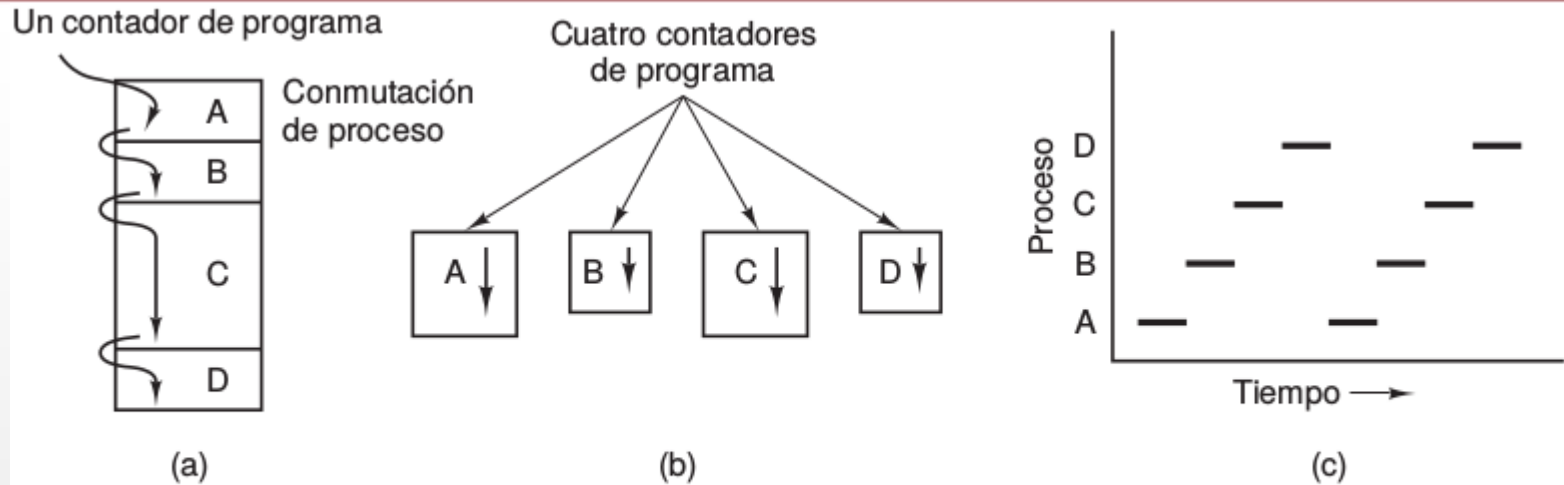 Un contador de programa
A
B
C
D
Conmutación
de proceso
(a)
Cuatro contadores
de programa
A
B
C
D
(b)
Proceso
D
C
B
A
Tiempo
(c)